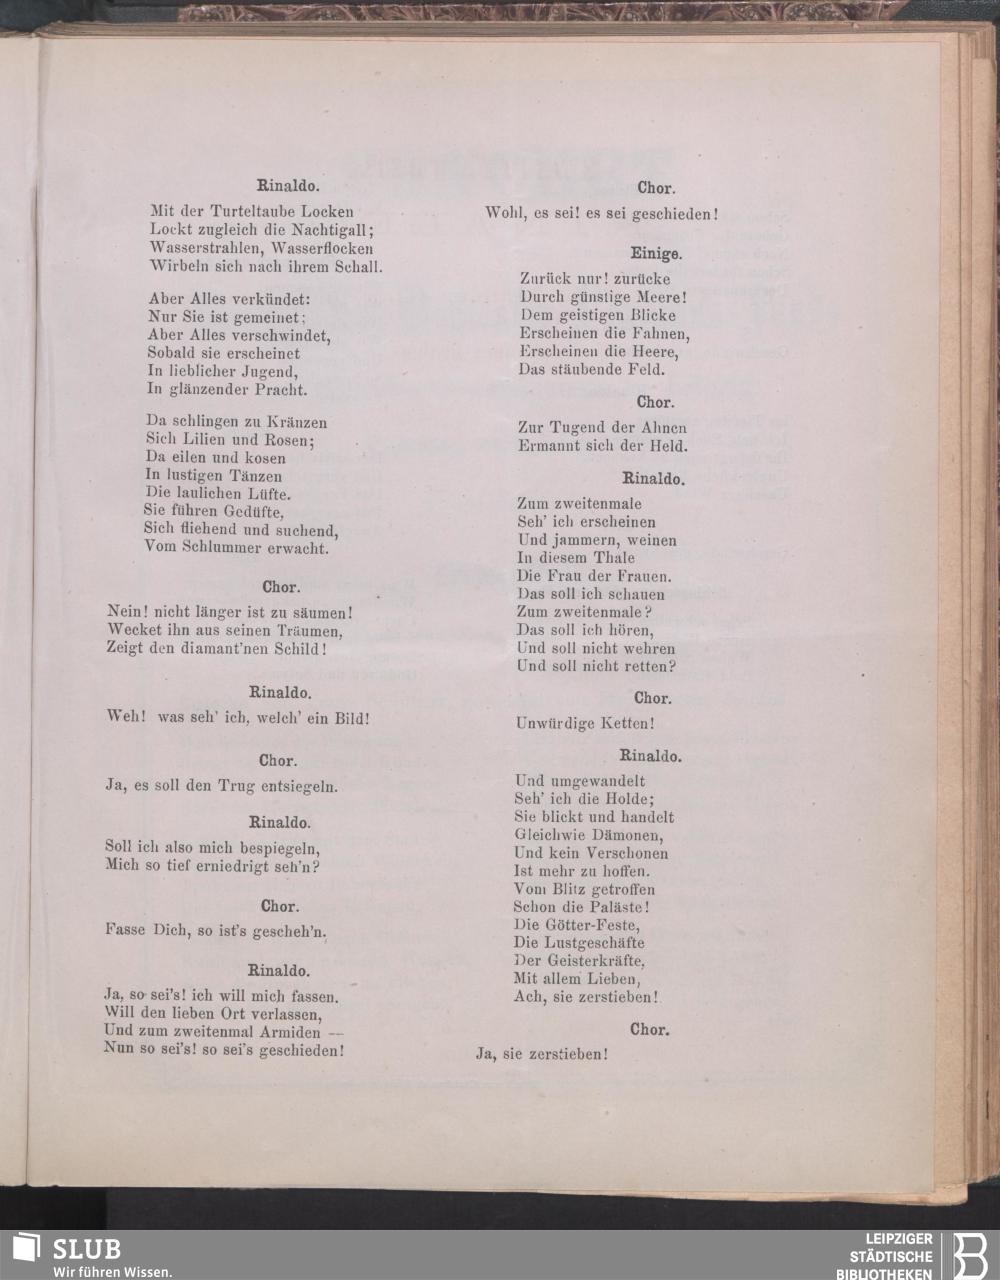 Rinaldo.
Mit der Turteltaube Locken
Lockt zugleich die Nachtigall;
Wasserstrahlen, Wasserflocken
Wirbeln sich nach ihrem Schall.
Aber Alles verkündet:
Nur Sie ist gemeinet;
Aber Alles verschwindet,
Sobald sie erscheinet
In lieblicher Jugend,
In glänzender Pracht.
Da schlingen zu Kränzen
Sich Lilien und Rosen;
Da eilen und kosen
In lustigen Tänzen
Die laulichen Lüfte.
Sie führen Gedüfte,
Sich fliehend und suchend,
Vom Schlummer erwacht.
Chor.
Nein! nicht länger ist zu säumen!
Wecket ihn aus seinen Träumen,
Zeigt den diamant'nen Schild!
Rinaldo.
Weh! was seh' ich, welch' ein Bild!
Chor.
Ja, es soll den Trug entsiegeln.
Rinaldo.
Soll ich also mich bespiegeln,
Mich so tief erniedrigt seh'n?
Chor.
Fasse Dich, so ist's gescheh'n.
Rinaldo.
Ja, so sei's! ich will mich fassen.
Will den lieben Ort verlassen,
Und zum zweitenmal Armiden —
Nun so sei's! so sei's geschieden!
Chor.
Wohl, es sei! es sei geschieden!
Einige.
Zurück nur! zurücke
Durch günstige Meere!
Dem geistigen Blicke
Erscheinen die Fahnen,
Erscheinen die Heere,
Das stäubende Feld.
Chor.
Zur Tugend der Ahnen
Ermannt sich der Held.
Rinaldo.
Zum zweitenmale
Seh' ich erscheinen
Und jammern, weinen
In diesem Thale
Die Frau der Frauen.
Das soll ich schauen
Zum zweitenmale?
Das soll ich hören,
Und soll nicht wehren
Und soll nicht retten?
Chor.
Unwürdige Ketten!
Rinaldo.
Und umgewandelt
Seh' ich die Holde;
Sie blickt und handelt
Gleichwie Dämonen,
Und kein Verschonen
Ist mehr zu hoffen.
Vom Blitz getroffen
Schon die Paläste!
Die Götter-Feste,
Die Lustgeschäfte
Der Geisterkräfte,
Mit allem Lieben,
Ach, sie zerstieben!
Chor.
Ja, sie zerstieben!
SLUB
Wir führen Wissen.
LEIPZIGER
STÄDTISCHE
BIBLIOTHEKEN